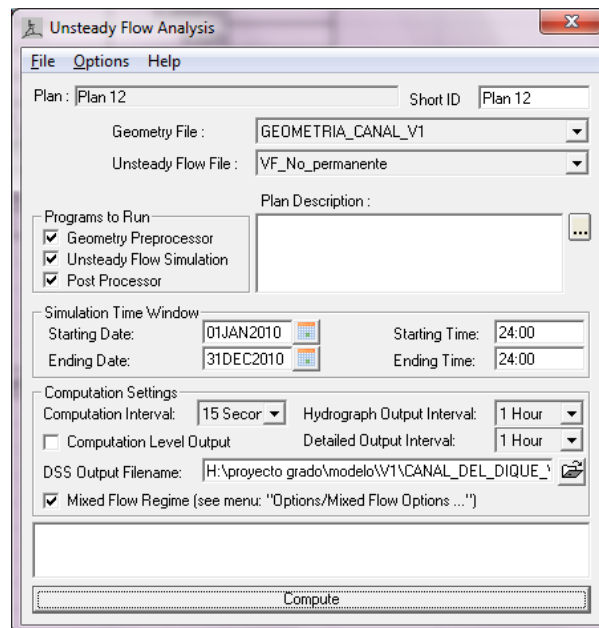 Unsteady Flow Analysis
File Options Help
Plan : Plan 12 Short ID Plan 12
Geometry File : GEOMETRIA_CANAL_V1
Unsteady Flow File : VF_No_permanente
Plan Description :
Programs to Run
Geometry Preprocessor
...
Unsteady Flow Simulation
Post Processor
Simulation Time Window
Starting Date: 01JAN2010 Starting Time: 24:00
Ending Date: 31DEC2010 Ending Time: 24:00
Computation Settings
Computation Interval: 15 Secor Hydrograph Output Interval: 1 Hour
Computation Level Output Detailed Output Interval: 1 Hour
DSS Output Filename: H:\proyecto grado\modelo\V1\CANAL_DEL_DIQUE_
Mixed Flow Regime (see menu: "Options/Mixed Flow Options ...")
Compute